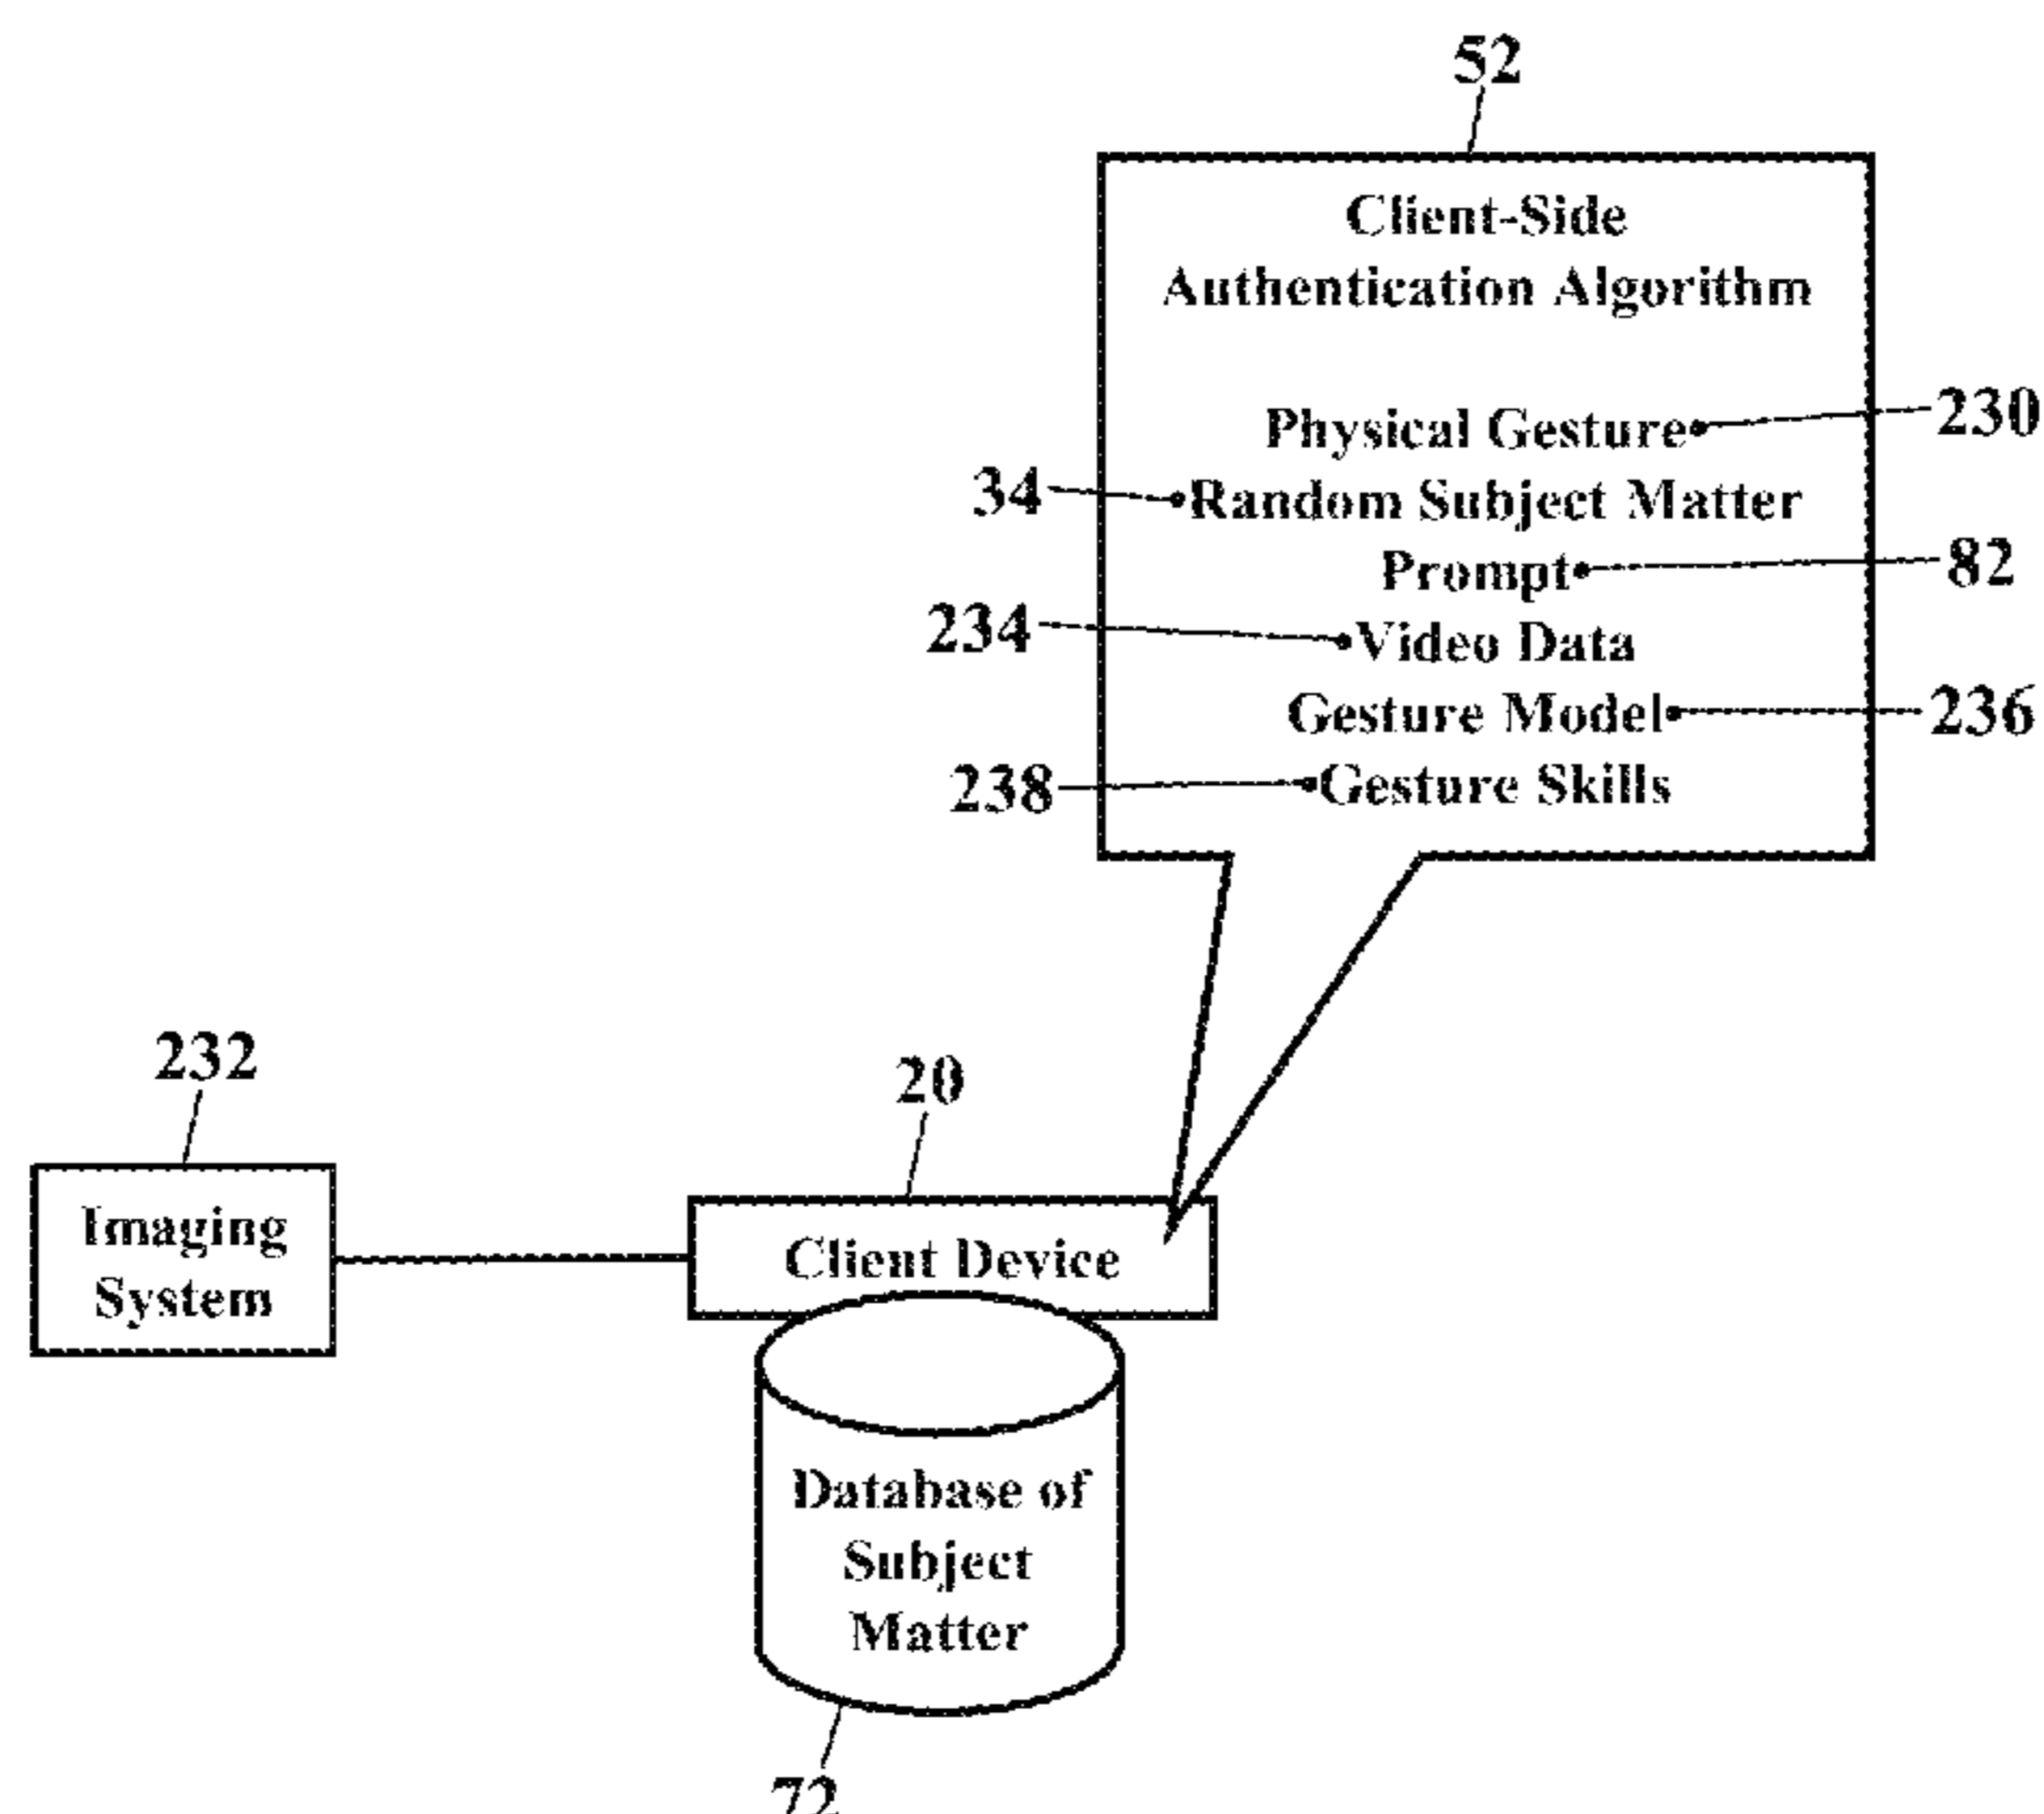 52
Client-Side
Authentication Algorithm
Physical Gesture 230
34 Random Subject Matter
Prompt 82
234 Video Data
Gesture Model 236
238 Gesture Skills
232
20
Imaging
System
Client Device
Database of
Subject
Matter
72